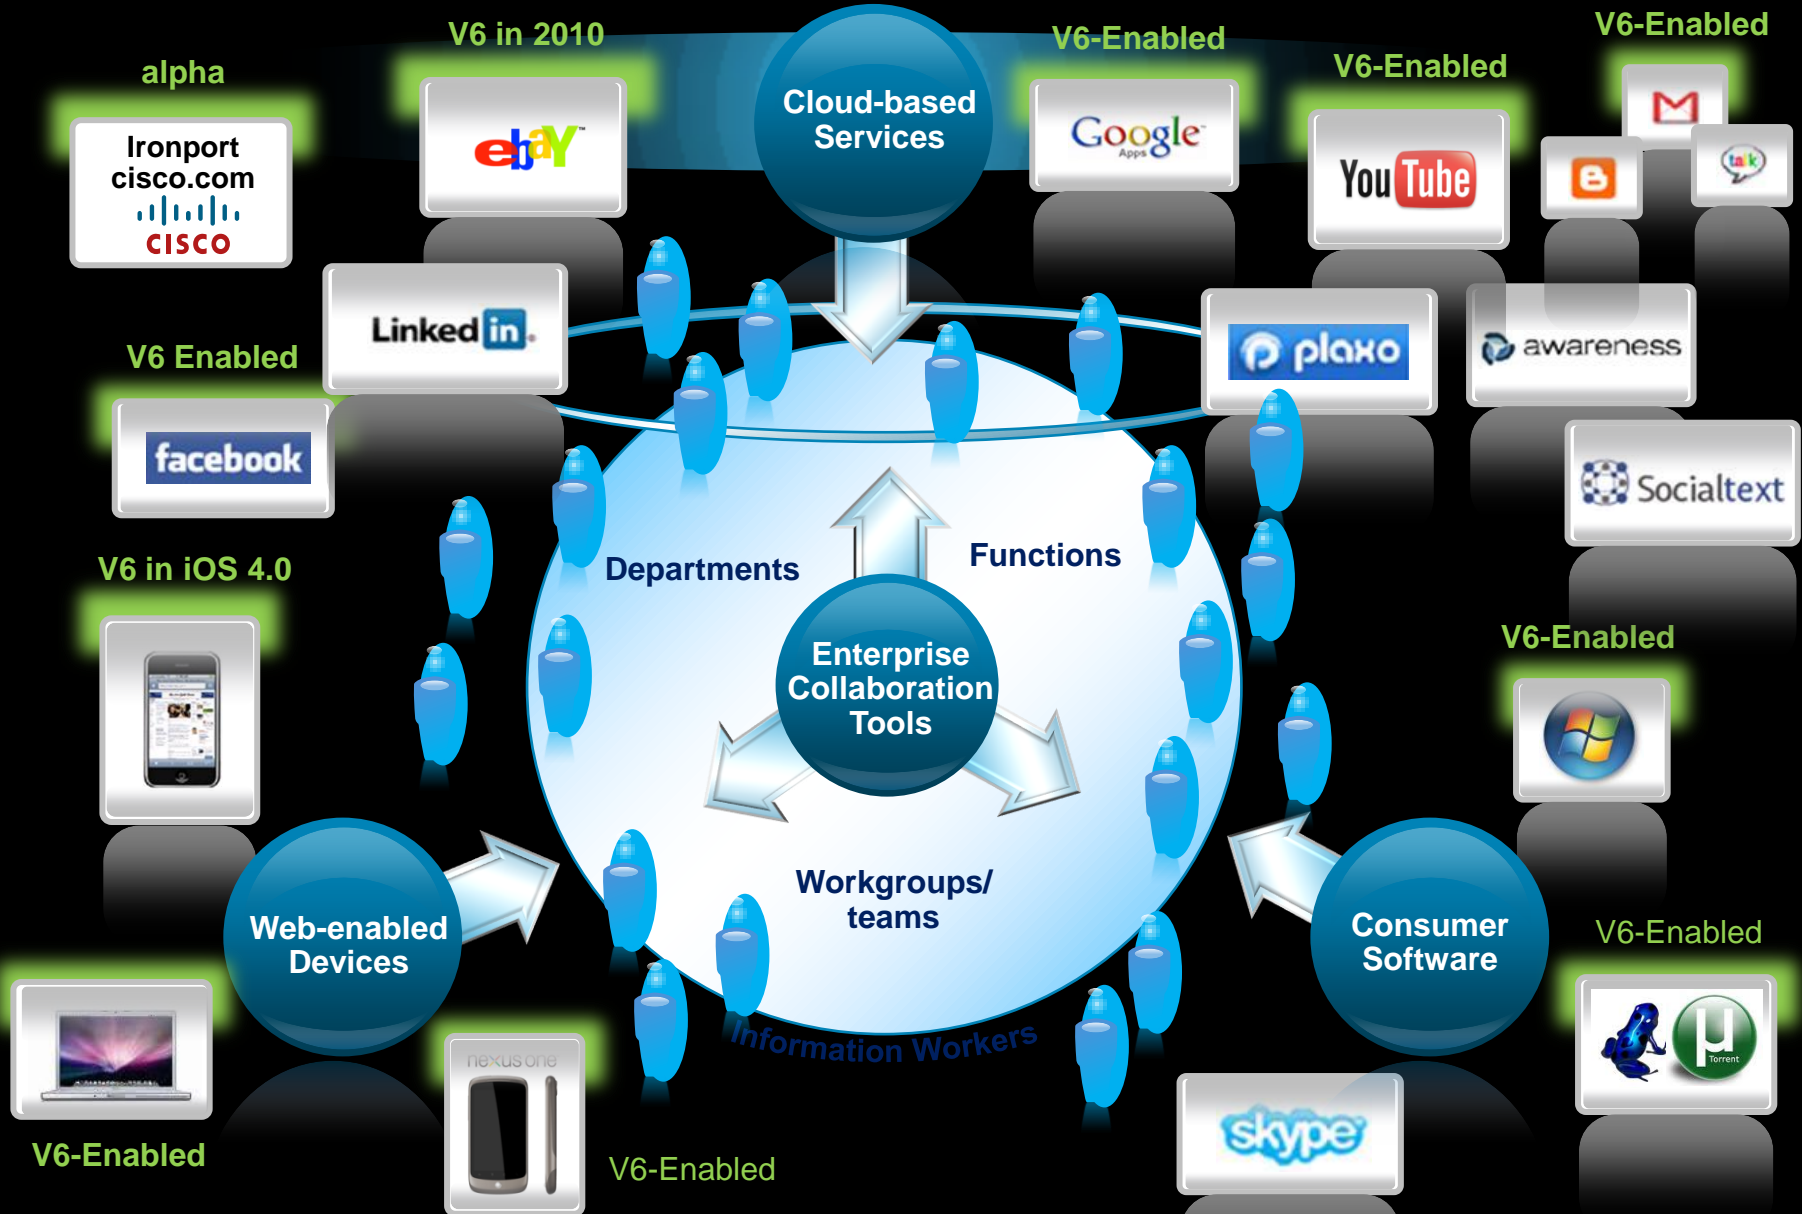 V6 in 2010
V6-Enabled
V6-Enabled
V6-Enabled
alpha
Ironport
cisco.com
CISCO
ebaY™
Cloud-based
Services
Google™
Apps
You Tube
B
talk
Linked in®
plaxo
awareness
V6 Enabled
facebook
Socialtext
V6 in iOS 4.0
Departments
Functions
Enterprise
Collaboration
Tools
V6-Enabled
Workgroups/
teams
Web-enabled
Devices
Consumer
Software
V6-Enabled
Information Workers
nexus one
µ
Torrent
skype
V6-Enabled
V6-Enabled